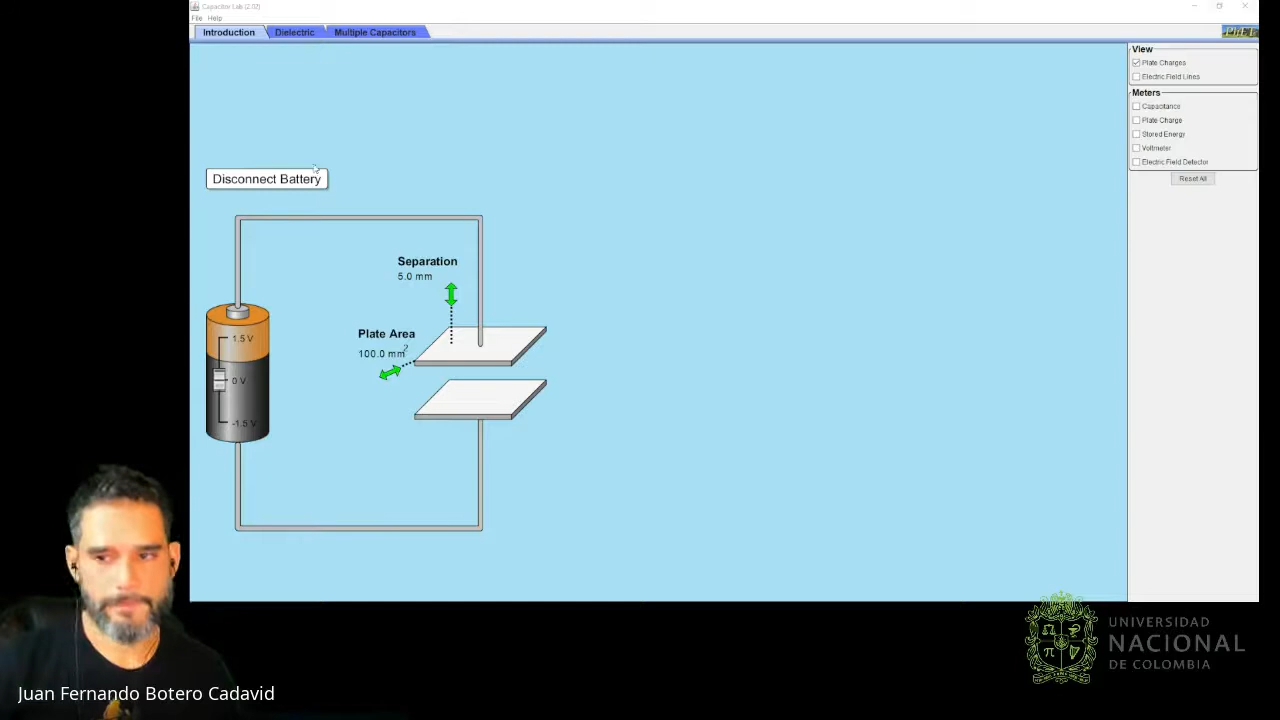 Capacitor Lab (2.02)
File Help
Introduction
Dielectric
Multiple Capacitors
PhET
View
Plate Charges
Electric Field Lines
Meters
Capacitance
Plate Charge
Stored Energy
Voltmeter
Electric Field Detector
Reset All
Disconnect Battery
Separation
5.0 mm
Plate Area
100.0 mm²
1.5 V
0 V
-1.5 V
UNIVERSIDAD
NACIONAL
DE COLOMBIA
Juan Fernando Botero Cadavid